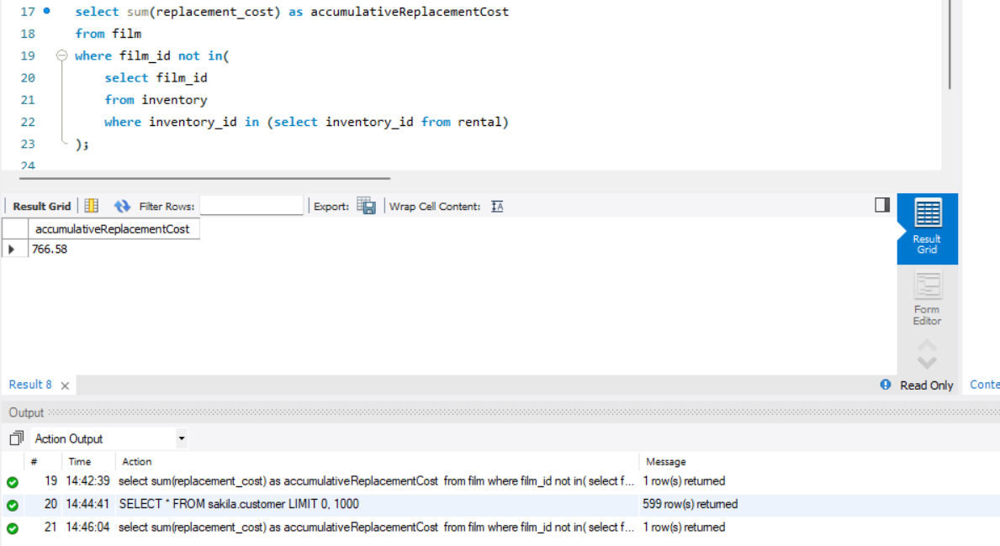 17 select sum(replacement_cost) as accumulativeReplacementCost
18 from film
19 where film_id not in(
20 select film_id
21 from inventory
22 where inventory_id in (select inventory_id from rental)
23 );
24
Result Grid Filter Rows: Export: Wrap Cell Content:
accumulativeReplacementCost
766.58
Result
Grid
Form
Editor
Result 8 Read Only Conte
Output
Action Output
# Time Action Message
19 14:42:39 select sum(replacement_cost) as accumulativeReplacementCost from film where film_id not in( select f... 1 row(s) returned
20 14:44:41 SELECT * FROM sakila.customer LIMIT 0, 1000 599 row(s) returned
21 14:46:04 select sum(replacement_cost) as accumulativeReplacementCost from film where film_id not in( select f... 1 row(s) returned